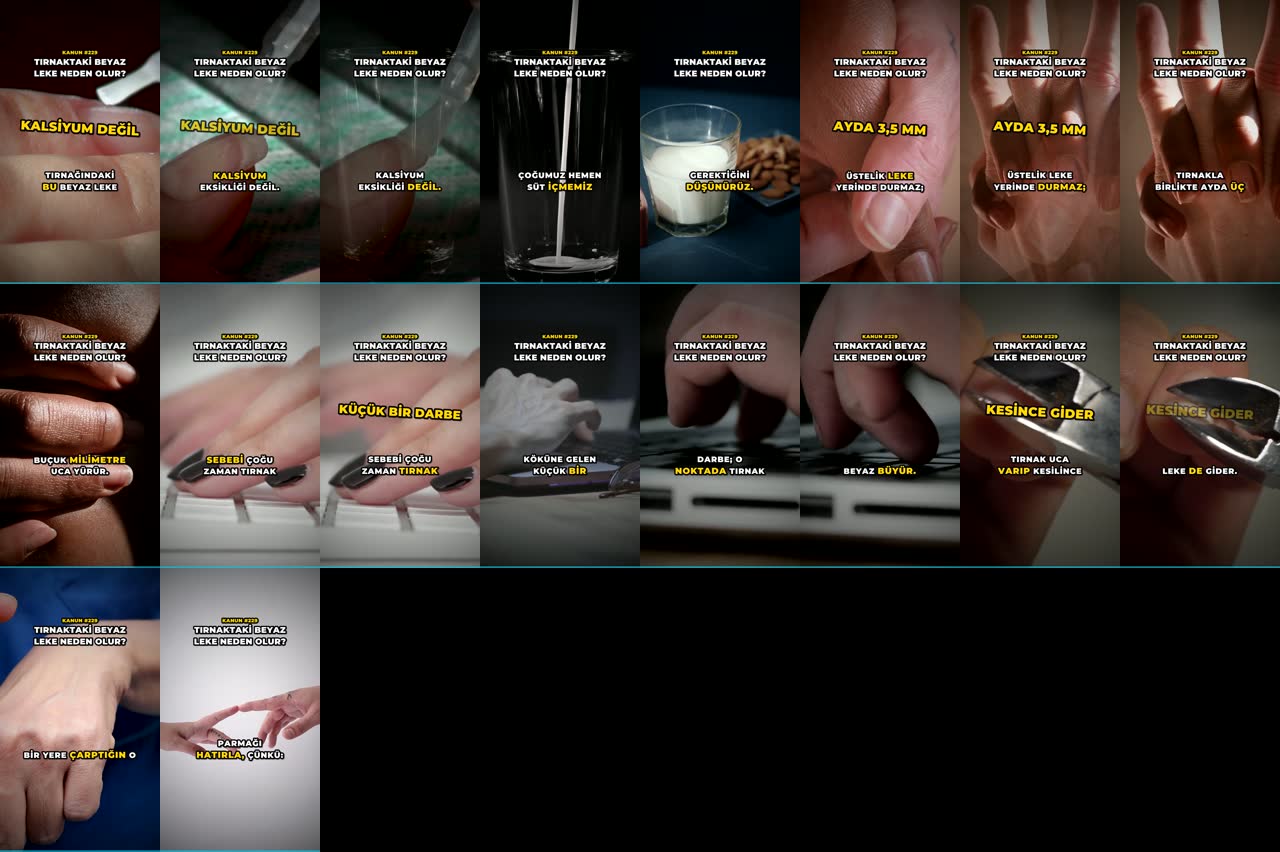 KANUN #229
TIRNAKTAKİ BEYAZ
LEKE NEDEN OLUR?
KALSİYUM DEĞİL
TIRNAĞINDAKİ
BU BEYAZ LEKE
KANUN #229
TIRNAKTAKİ BEYAZ
LEKE NEDEN OLUR?
KALSİYUM DEĞİL
KALSİYUM
EKSİKLİĞİ DEĞİL.
KANUN #229
TIRNAKTAKİ BEYAZ
LEKE NEDEN OLUR?
KALSİYUM
EKSİKLİĞİ DEĞİL.
KANUN #229
TIRNAKTAKİ BEYAZ
LEKE NEDEN OLUR?
ÇOĞUMUZ HEMEN
SÜT İÇMEMİZ
KANUN #229
TIRNAKTAKİ BEYAZ
LEKE NEDEN OLUR?
GEREKTİĞİNİ
DÜŞÜNÜRÜZ.
KANUN #229
TIRNAKTAKİ BEYAZ
LEKE NEDEN OLUR?
AYDA 3,5 MM
ÜSTELİK LEKE
YERİNDE DURMAZ;
KANUN #229
TIRNAKTAKİ BEYAZ
LEKE NEDEN OLUR?
AYDA 3,5 MM
ÜSTELİK LEKE
YERİNDE DURMAZ;
KANUN #229
TIRNAKTAKİ BEYAZ
LEKE NEDEN OLUR?
TIRNAKLA
BİRLİKTE AYDA ÜÇ
KANUN #229
TIRNAKTAKİ BEYAZ
LEKE NEDEN OLUR?
BUÇUK MİLİMETRE
UCA YÜRÜR.
KANUN #229
TIRNAKTAKİ BEYAZ
LEKE NEDEN OLUR?
SEBEBİ ÇOĞU
ZAMAN TIRNAK
KANUN #229
TIRNAKTAKİ BEYAZ
LEKE NEDEN OLUR?
KÜÇÜK BİR DARBE
SEBEBİ ÇOĞU
ZAMAN TIRNAK
KANUN #229
TIRNAKTAKİ BEYAZ
LEKE NEDEN OLUR?
KÖKÜNE GELEN
KÜÇÜK BİR
KANUN #229
TIRNAKTAKİ BEYAZ
LEKE NEDEN OLUR?
DARBE; O
NOKTADA TIRNAK
KANUN #229
TIRNAKTAKİ BEYAZ
LEKE NEDEN OLUR?
BEYAZ BÜYÜR.
KANUN #229
TIRNAKTAKİ BEYAZ
LEKE NEDEN OLUR?
KESİNCE GİDER
TIRNAK UCA
VARIP KESİLİNCE
KANUN #229
TIRNAKTAKİ BEYAZ
LEKE NEDEN OLUR?
KESİNCE GİDER
LEKE DE GİDER.
KANUN #229
TIRNAKTAKİ BEYAZ
LEKE NEDEN OLUR?
BİR YERE ÇARPTIĞIN O
KANUN #229
TIRNAKTAKİ BEYAZ
LEKE NEDEN OLUR?
PARMAĞI
HATIRLA, ÇÜNKÜ: